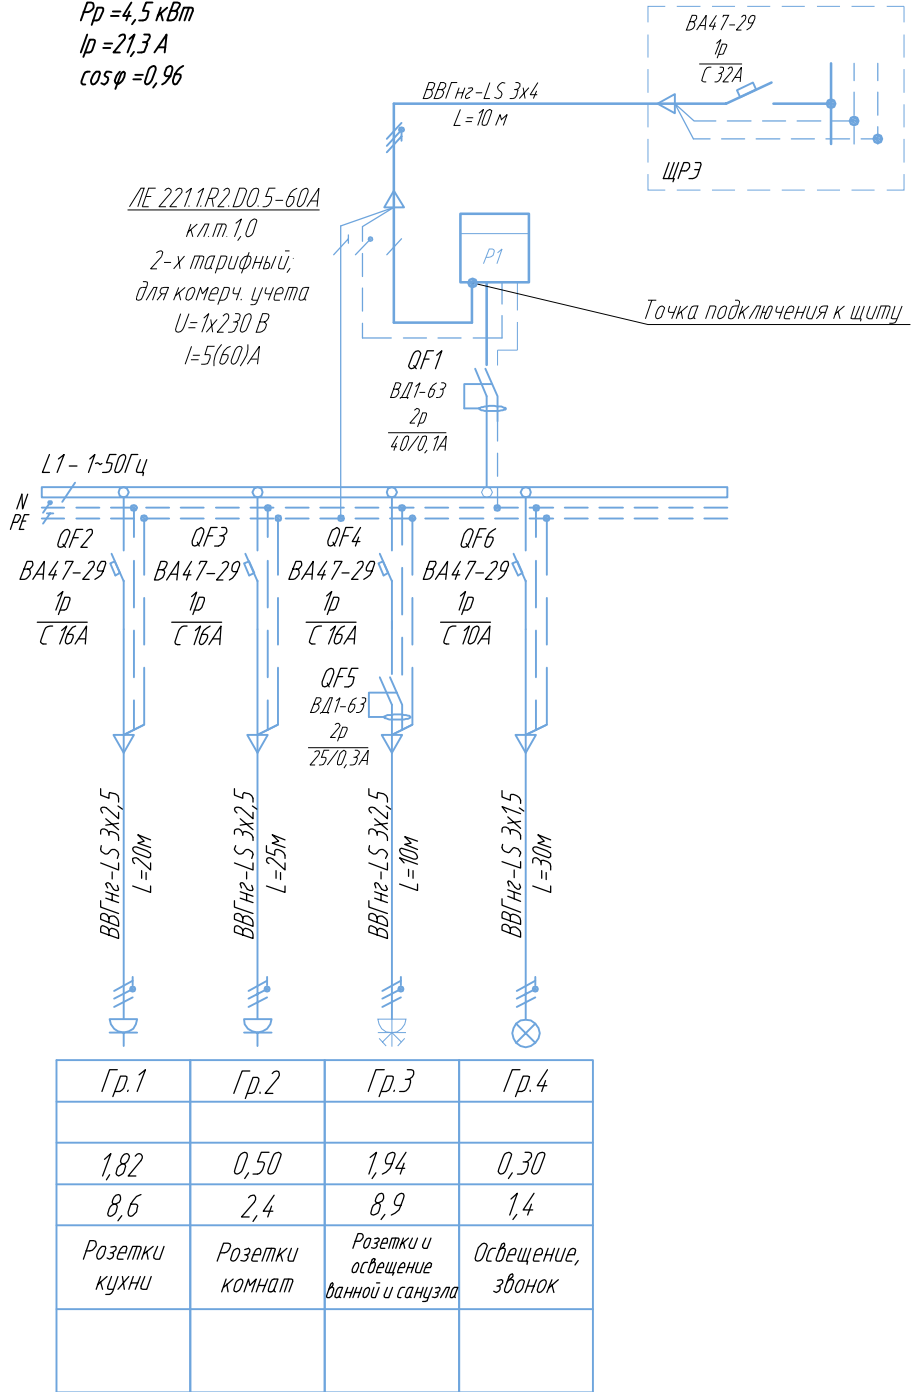 Рр =4,5 кВт
Iр =21,3 А
cosφ =0,96
ВА47-29
1р
С 32А
ВВГнг-LS 3х4
L=10 м
ЩРЭ
ЛЕ 221.1.R2.D0.5-60А
кл.т. 1,0
2-х тарифный;
для комерч. учета
U=1х230 В
I=5(60)А
Р1
Точка подключения к щиту
QF1
ВД1-63
2р
40/0,1А
L1 - 1~50Гц
N
РЕ
QF2
ВА47-29
1р
С 16А
QF3
ВА47-29
1р
С 16А
QF4
ВА47-29
1р
С 16А
QF6
ВА47-29
1р
С 10А
QF5
ВД1-63
2р
25/0,3А
ВВГнг-LS 3х2,5
L=20м
ВВГнг-LS 3х2,5
L=25м
ВВГнг-LS 3х2,5
L=10м
ВВГнг-LS 3х1,5
L=30м
Гр.1 Гр.2 Гр.3 Гр.4
1,82 0,50 1,94 0,30
8,6 2,4 8,9 1,4
Розетки
кухни
Розетки
комнат
Розетки и
освещение
ванной и санузла
Освещение,
звонок